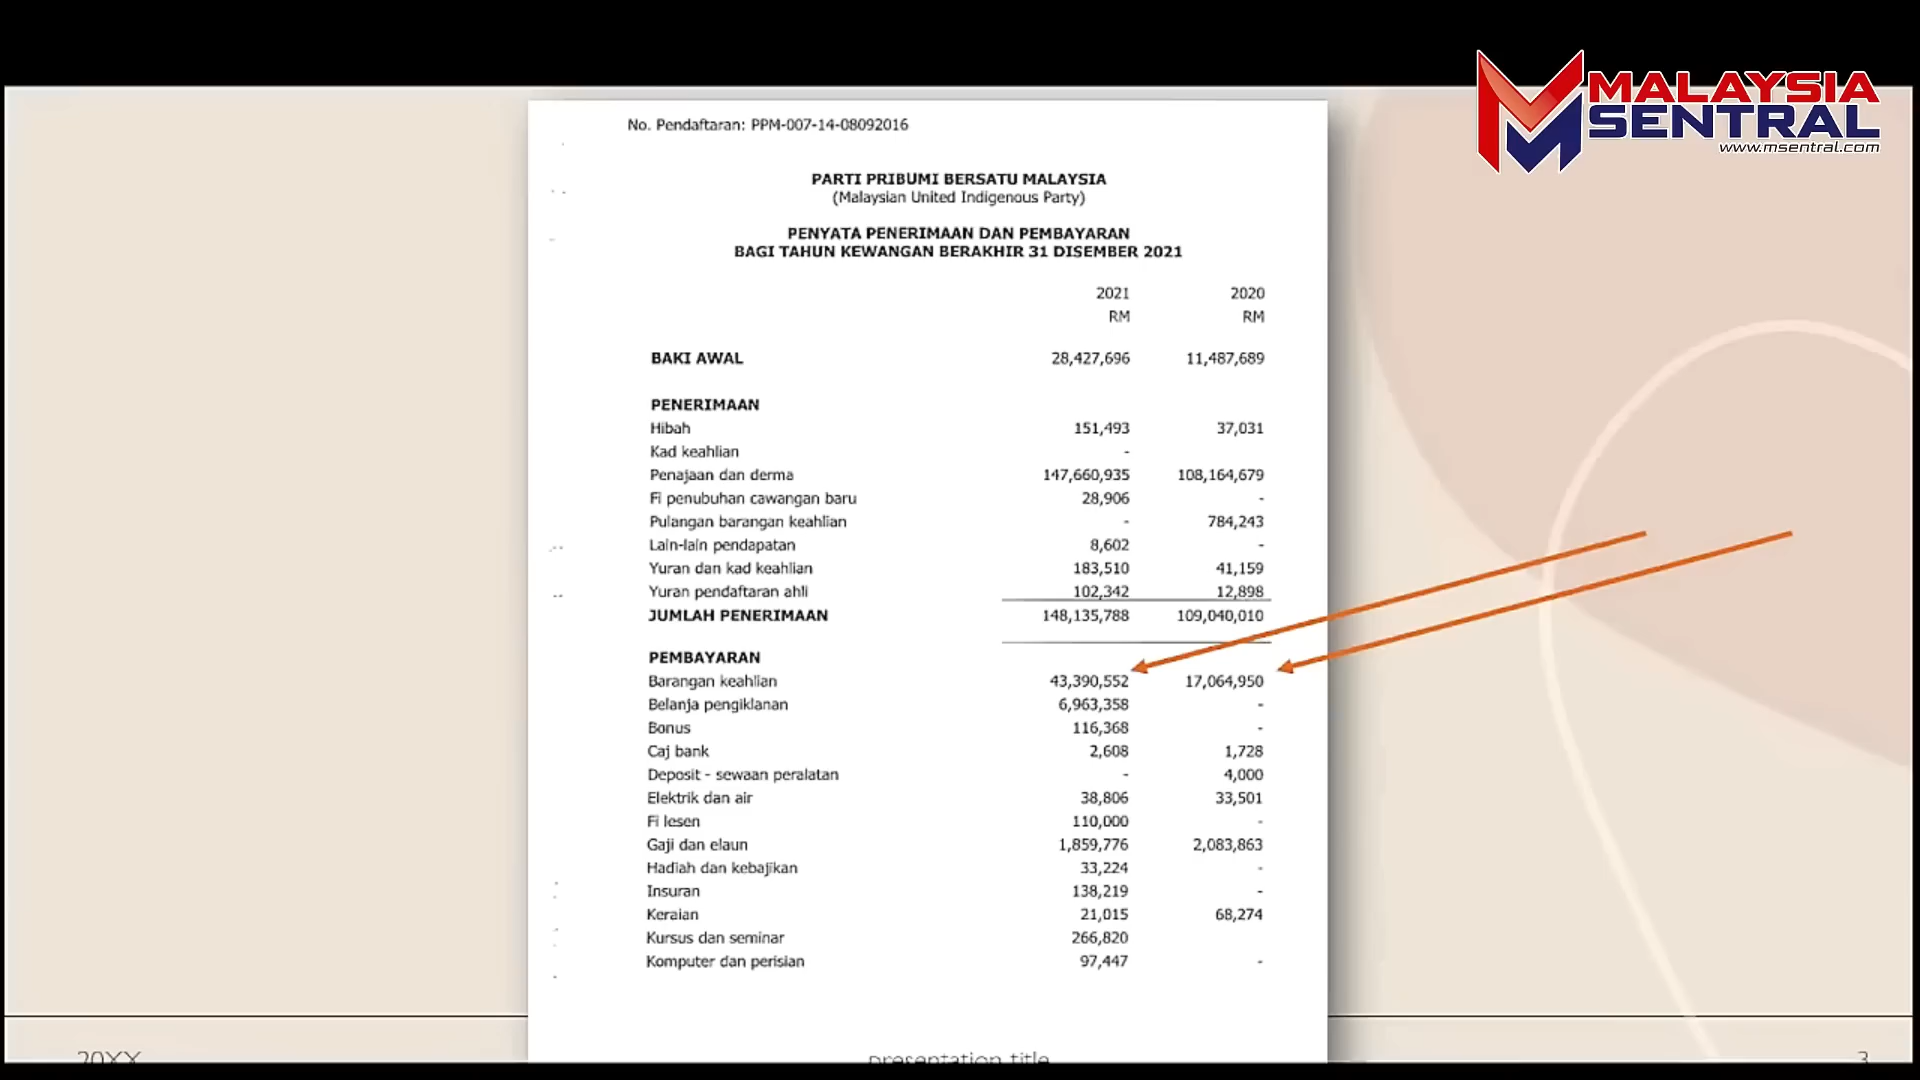 MALAYSIA
SENTRAL
www.msentral.com
No. Pendaftaran: PPM-007-14-08092016
PARTI PRIBUMI BERSATU MALAYSIA
(Malaysian United Indigenous Party)
PENYATA PENERIMAAN DAN PEMBAYARAN
BAGI TAHUN KEWANGAN BERAKHIR 31 DISEMBER 2021
2021 2020
RM RM
BAKI AWAL 28,427,696 11,487,689
PENERIMAAN
Hibah 151,493 37,031
Kad keahlian -
Penajaan dan derma 147,660,935 108,164,679
Fi penubuhan cawangan baru 28,906 -
Pulangan barangan keahlian - 784,243
Lain-lain pendapatan 8,602 -
Yuran dan kad keahlian 183,510 41,159
Yuran pendaftaran ahli 102,342 12,898
JUMLAH PENERIMAAN 148,135,788 109,040,010
PEMBAYARAN
Barangan keahlian 43,390,552 17,064,950
Belanja pengiklanan 6,963,358 -
Bonus 116,368 -
Caj bank 2,608 1,728
Deposit - sewaan peralatan - 4,000
Elektrik dan air 38,806 33,501
Fi lesen 110,000 -
Gaji dan elaun 1,859,776 2,083,863
Hadiah dan kebajikan 33,224 -
Insuran 138,219 -
Keraian 21,015 68,274
Kursus dan seminar 266,820
Komputer dan perisian 97,447 -
20XX presentation title 3